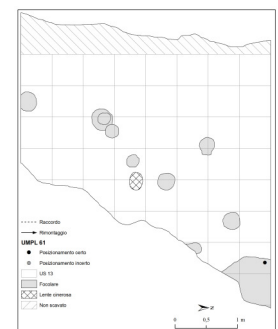 Raccordo
Rimontaggio
UMPL 61
Posizionamento certo
Posizionamento incerto
US 13
Focolare
Lente cinerosa
Non scavato
z
0 0,5 1 m